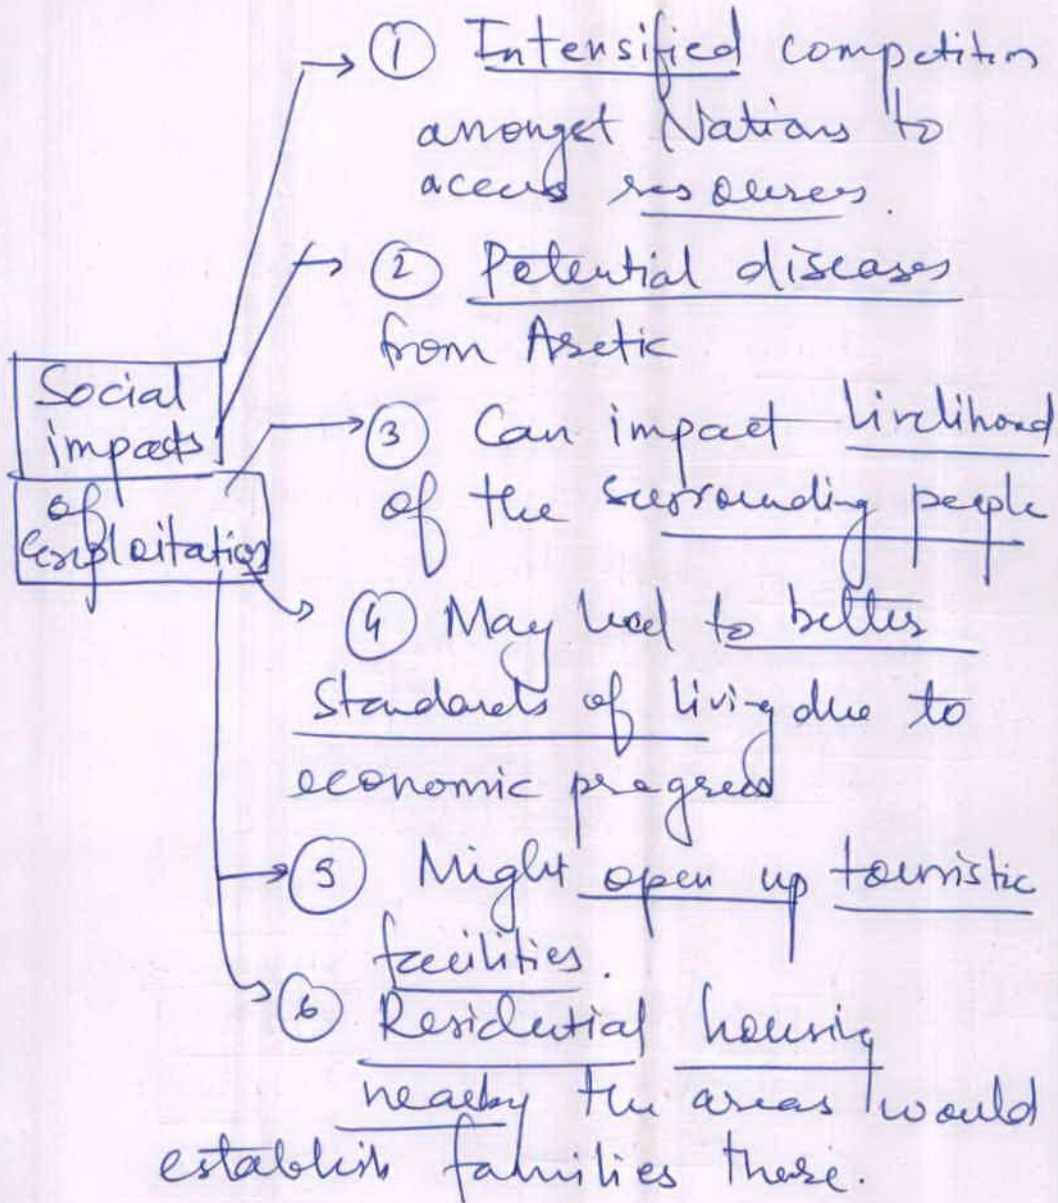 ① Intensified competition
amongst Nations to
access resources.
② Potential diseases
from Arctic
Social
impacts
of
exploitation
③ Can impact livelihood
of the surrounding people
④ May lead to better
standards of living due to
economic progress
⑤ Might open up touristic
facilities.
⑥ Residential housing
nearby the areas would
establish families there.